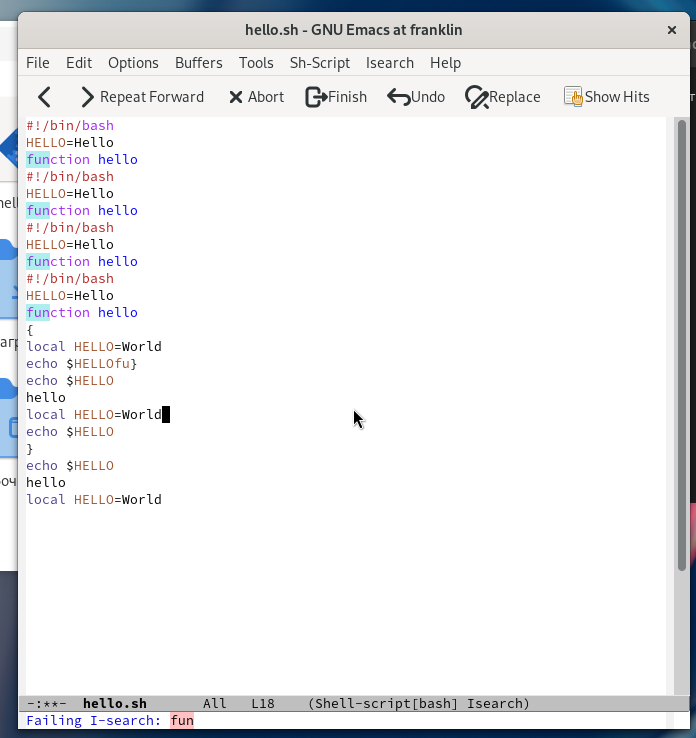 hello.sh - GNU Emacs at franklin
File Edit Options Buffers Tools Sh-Script Isearch Help
Repeat Forward Abort Finish Undo Replace Show Hits
#!/bin/bash
HELLO=Hello
function hello
#!/bin/bash
HELLO=Hello
function hello
#!/bin/bash
HELLO=Hello
function hello
#!/bin/bash
HELLO=Hello
function hello
{
local HELLO=World
echo $HELLOfu}
echo $HELLO
hello
local HELLO=World
echo $HELLO
}
echo $HELLO
hello
local HELLO=World
-:**- hello.sh All L18 (Shell-script[bash] Isearch)
Failing I-search: fun